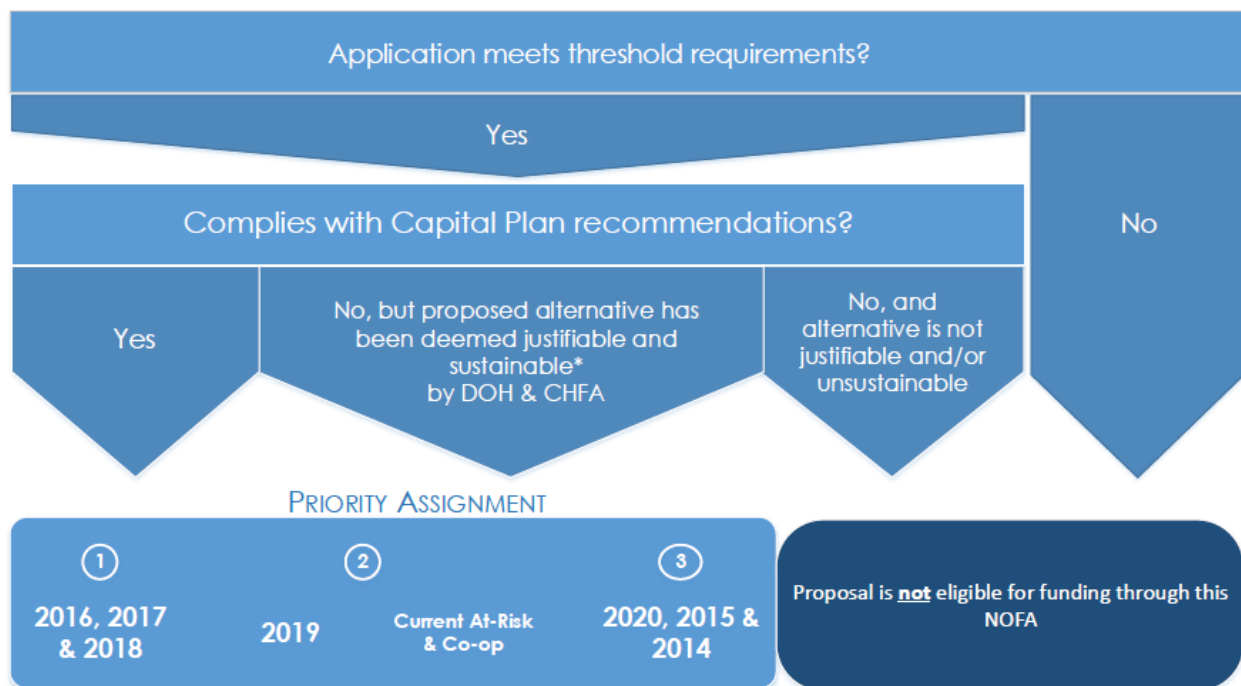 Application meets threshold requirements?
Yes
No
Complies with Capital Plan recommendations?
Yes
No, but proposed alternative has
been deemed justifiable and
sustainable*
by DOH & CHFA
No, and
alternative is not
justifiable and/or
unsustainable
PRIORITY ASSIGNMENT
1
2016, 2017
& 2018
2
2019
Current At-Risk
& Co-op
3
2020, 2015 &
2014
Proposal is not eligible for funding through this
NOFA